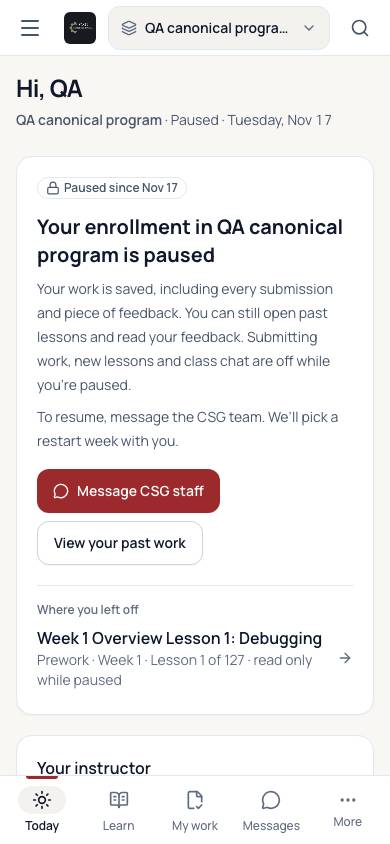 QA canonical progra...
Hi, QA
QA canonical program · Paused · Tuesday, Nov 17
Paused since Nov 17
Your enrollment in QA canonical
program is paused
Your work is saved, including every submission
and piece of feedback. You can still open past
lessons and read your feedback. Submitting
work, new lessons and class chat are off while
you're paused.
To resume, message the CSG team. We'll pick a
restart week with you.
Message CSG staff
View your past work
Where you left off
Week 1 Overview Lesson 1: Debugging
Prework · Week 1 · Lesson 1 of 127 · read only
while paused
Your instructor
Today
Learn
My work
Messages
More